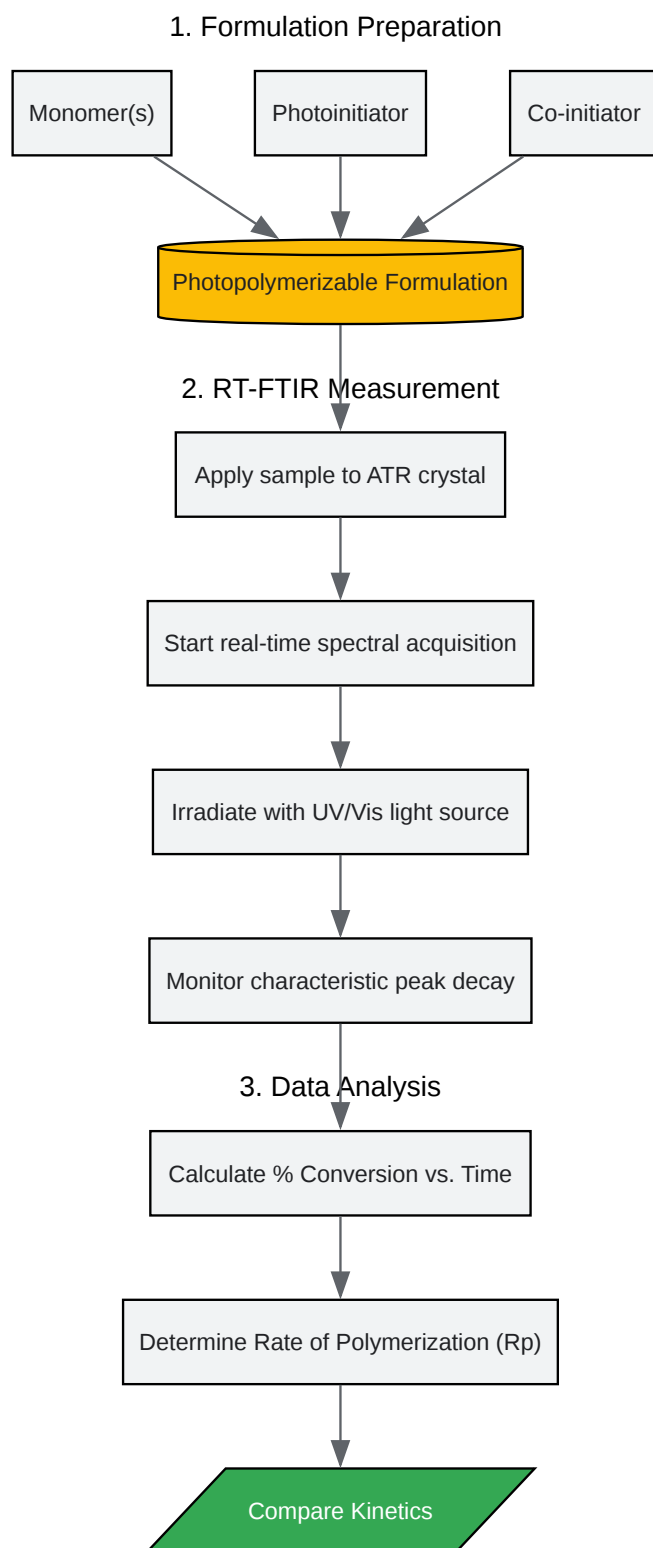 1. Formulation Preparation
Monomer(s)
Photoinitiator
Co-initiator
Photopolymerizable Formulation
2. RT-FTIR Measurement
Apply sample to ATR crystal
Start real-time spectral acquisition
Irradiate with UV/Vis light source
Monitor characteristic peak decay
3. Data Analysis
Calculate % Conversion vs. Time
Determine Rate of Polymerization (Rp)
Compare Kinetics